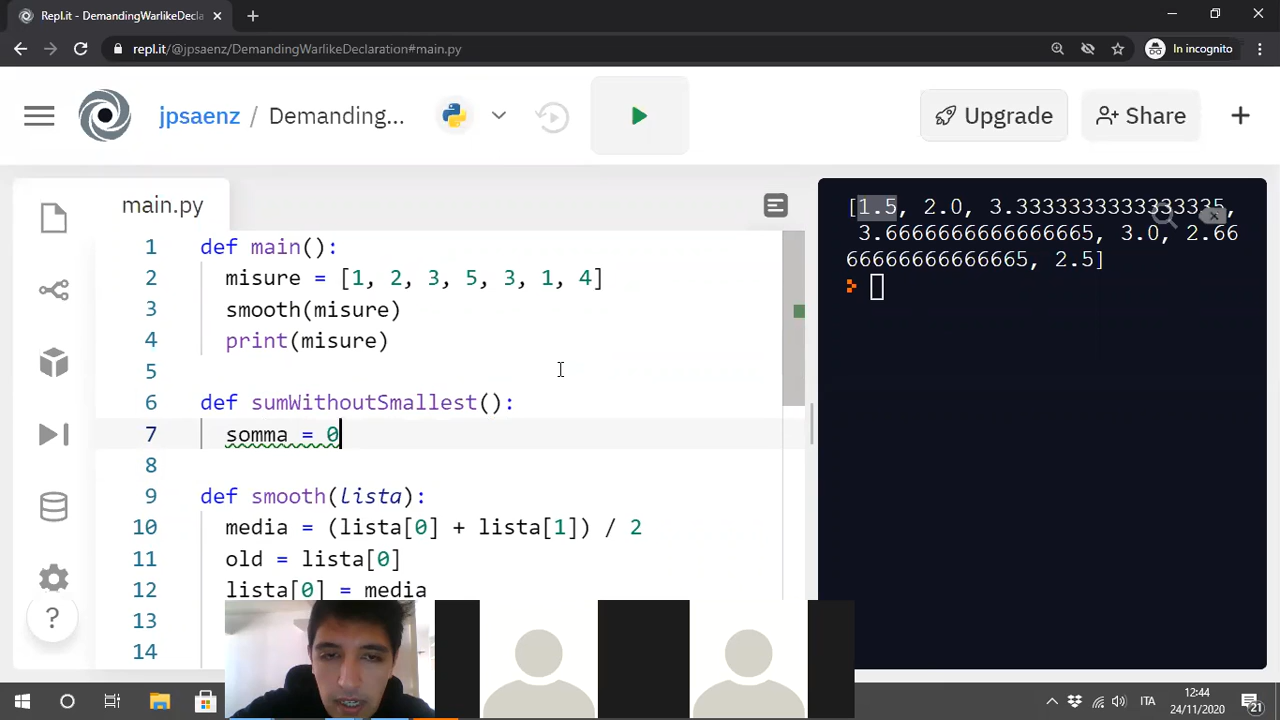 Repl.it - DemandingWarlikeDecla
repl.it/@jpsaenz/DemandingWarlikeDeclaration#main.py
In incognito
jpsaenz / Demanding...
Upgrade
Share
main.py
1 def main():
2 misure = [1, 2, 3, 5, 3, 1, 4]
3 smooth(misure)
4 print(misure)
5
6 def sumWithoutSmallest():
7 somma = 0
8
9 def smooth(lista):
10 media = (lista[0] + lista[1]) / 2
11 old = lista[0]
12 lista[0] = media
13
14
[1.5, 2.0, 3.3333333333333335,
3.6666666666666665, 3.0, 2.66
66666666666665, 2.5]
?
ITA
12:44
24/11/2020
21